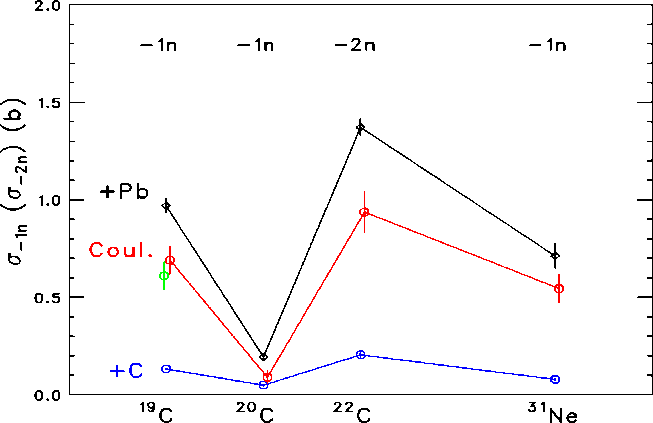 2.0
−1n −1n −2n −1n
1.5
+Pb
1.0
Coul.
0.5
+C
0.0
¹⁹C ²⁰C ²²C ³¹Ne
σ₋₁ₙ (σ₋₂ₙ) (b)